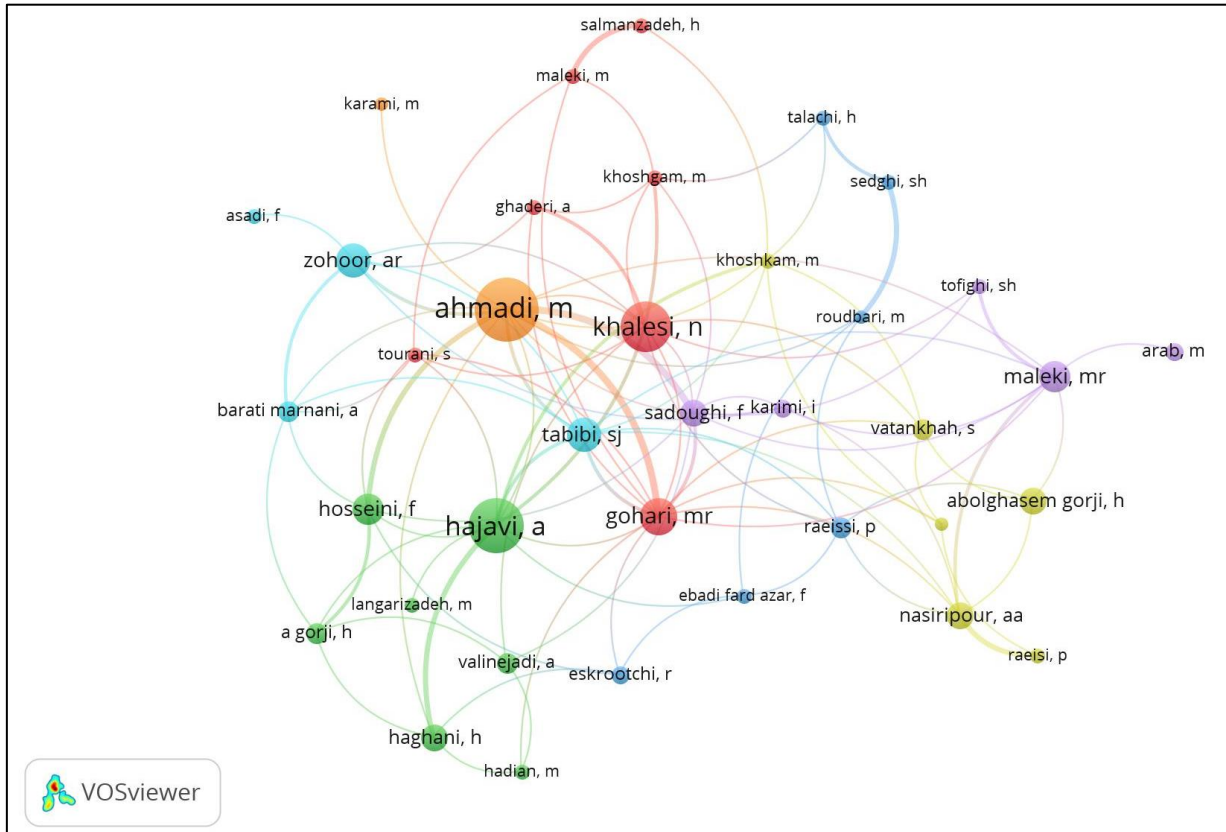 salmanzadeh, h
maleki, m
karami, m
talachi, h
khoshgam, m
sedghi, sh
ghaderi, a
asadi, f
zohoor, ar
khoshkam, m
tofighi, sh
ahmadi, m
roudbari, m
khalesi, n
tourani, s
arab, m
maleki, mr
barati marnani, a
sadoughi, f
karimi, i
vatankhah, s
tabibi, sj
abolghasem gorji, h
hosseini, f
gohari, mr
hajavi, a
raeissi, p
ebadi fard azar, f
langarizadeh, m
nasiripour, aa
a gorji, h
raeisi, p
valinejadi, a
eskrootchi, r
haghani, h
hadian, m
VOSviewer